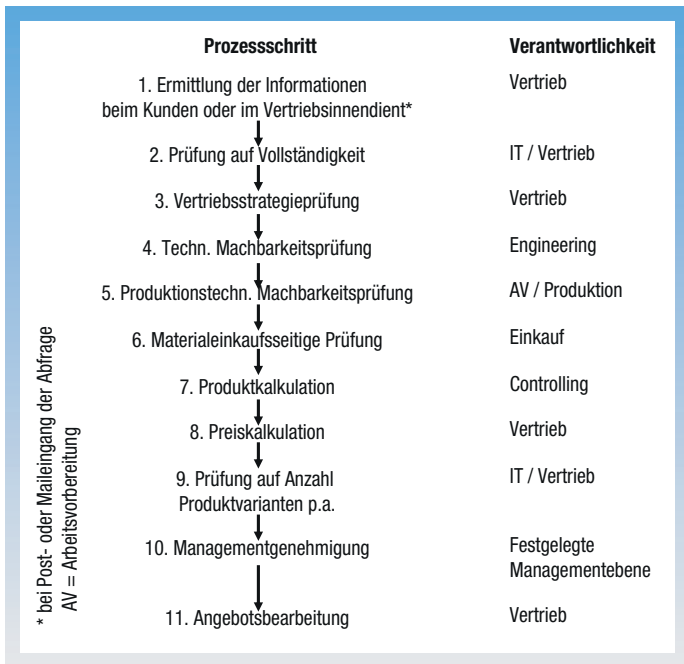 Prozessschritt Verantwortlichkeit
1. Ermittlung der Informationen Vertrieb
beim Kunden oder im Vertriebsinnendient*
2. Prüfung auf Vollständigkeit IT / Vertrieb
3. Vertriebsstrategieprüfung Vertrieb
4. Techn. Machbarkeitsprüfung Engineering
5. Produktionstechn. Machbarkeitsprüfung AV / Produktion
6. Materialeinkaufsseitige Prüfung Einkauf
7. Produktkalkulation Controlling
8. Preiskalkulation Vertrieb
9. Prüfung auf Anzahl IT / Vertrieb
Produktvarianten p.a.
10. Managementgenehmigung Festgelegte
Managementebene
11. Angebotsbearbeitung Vertrieb
* bei Post- oder Maileingang der Abfrage
AV = Arbeitsvorbereitung